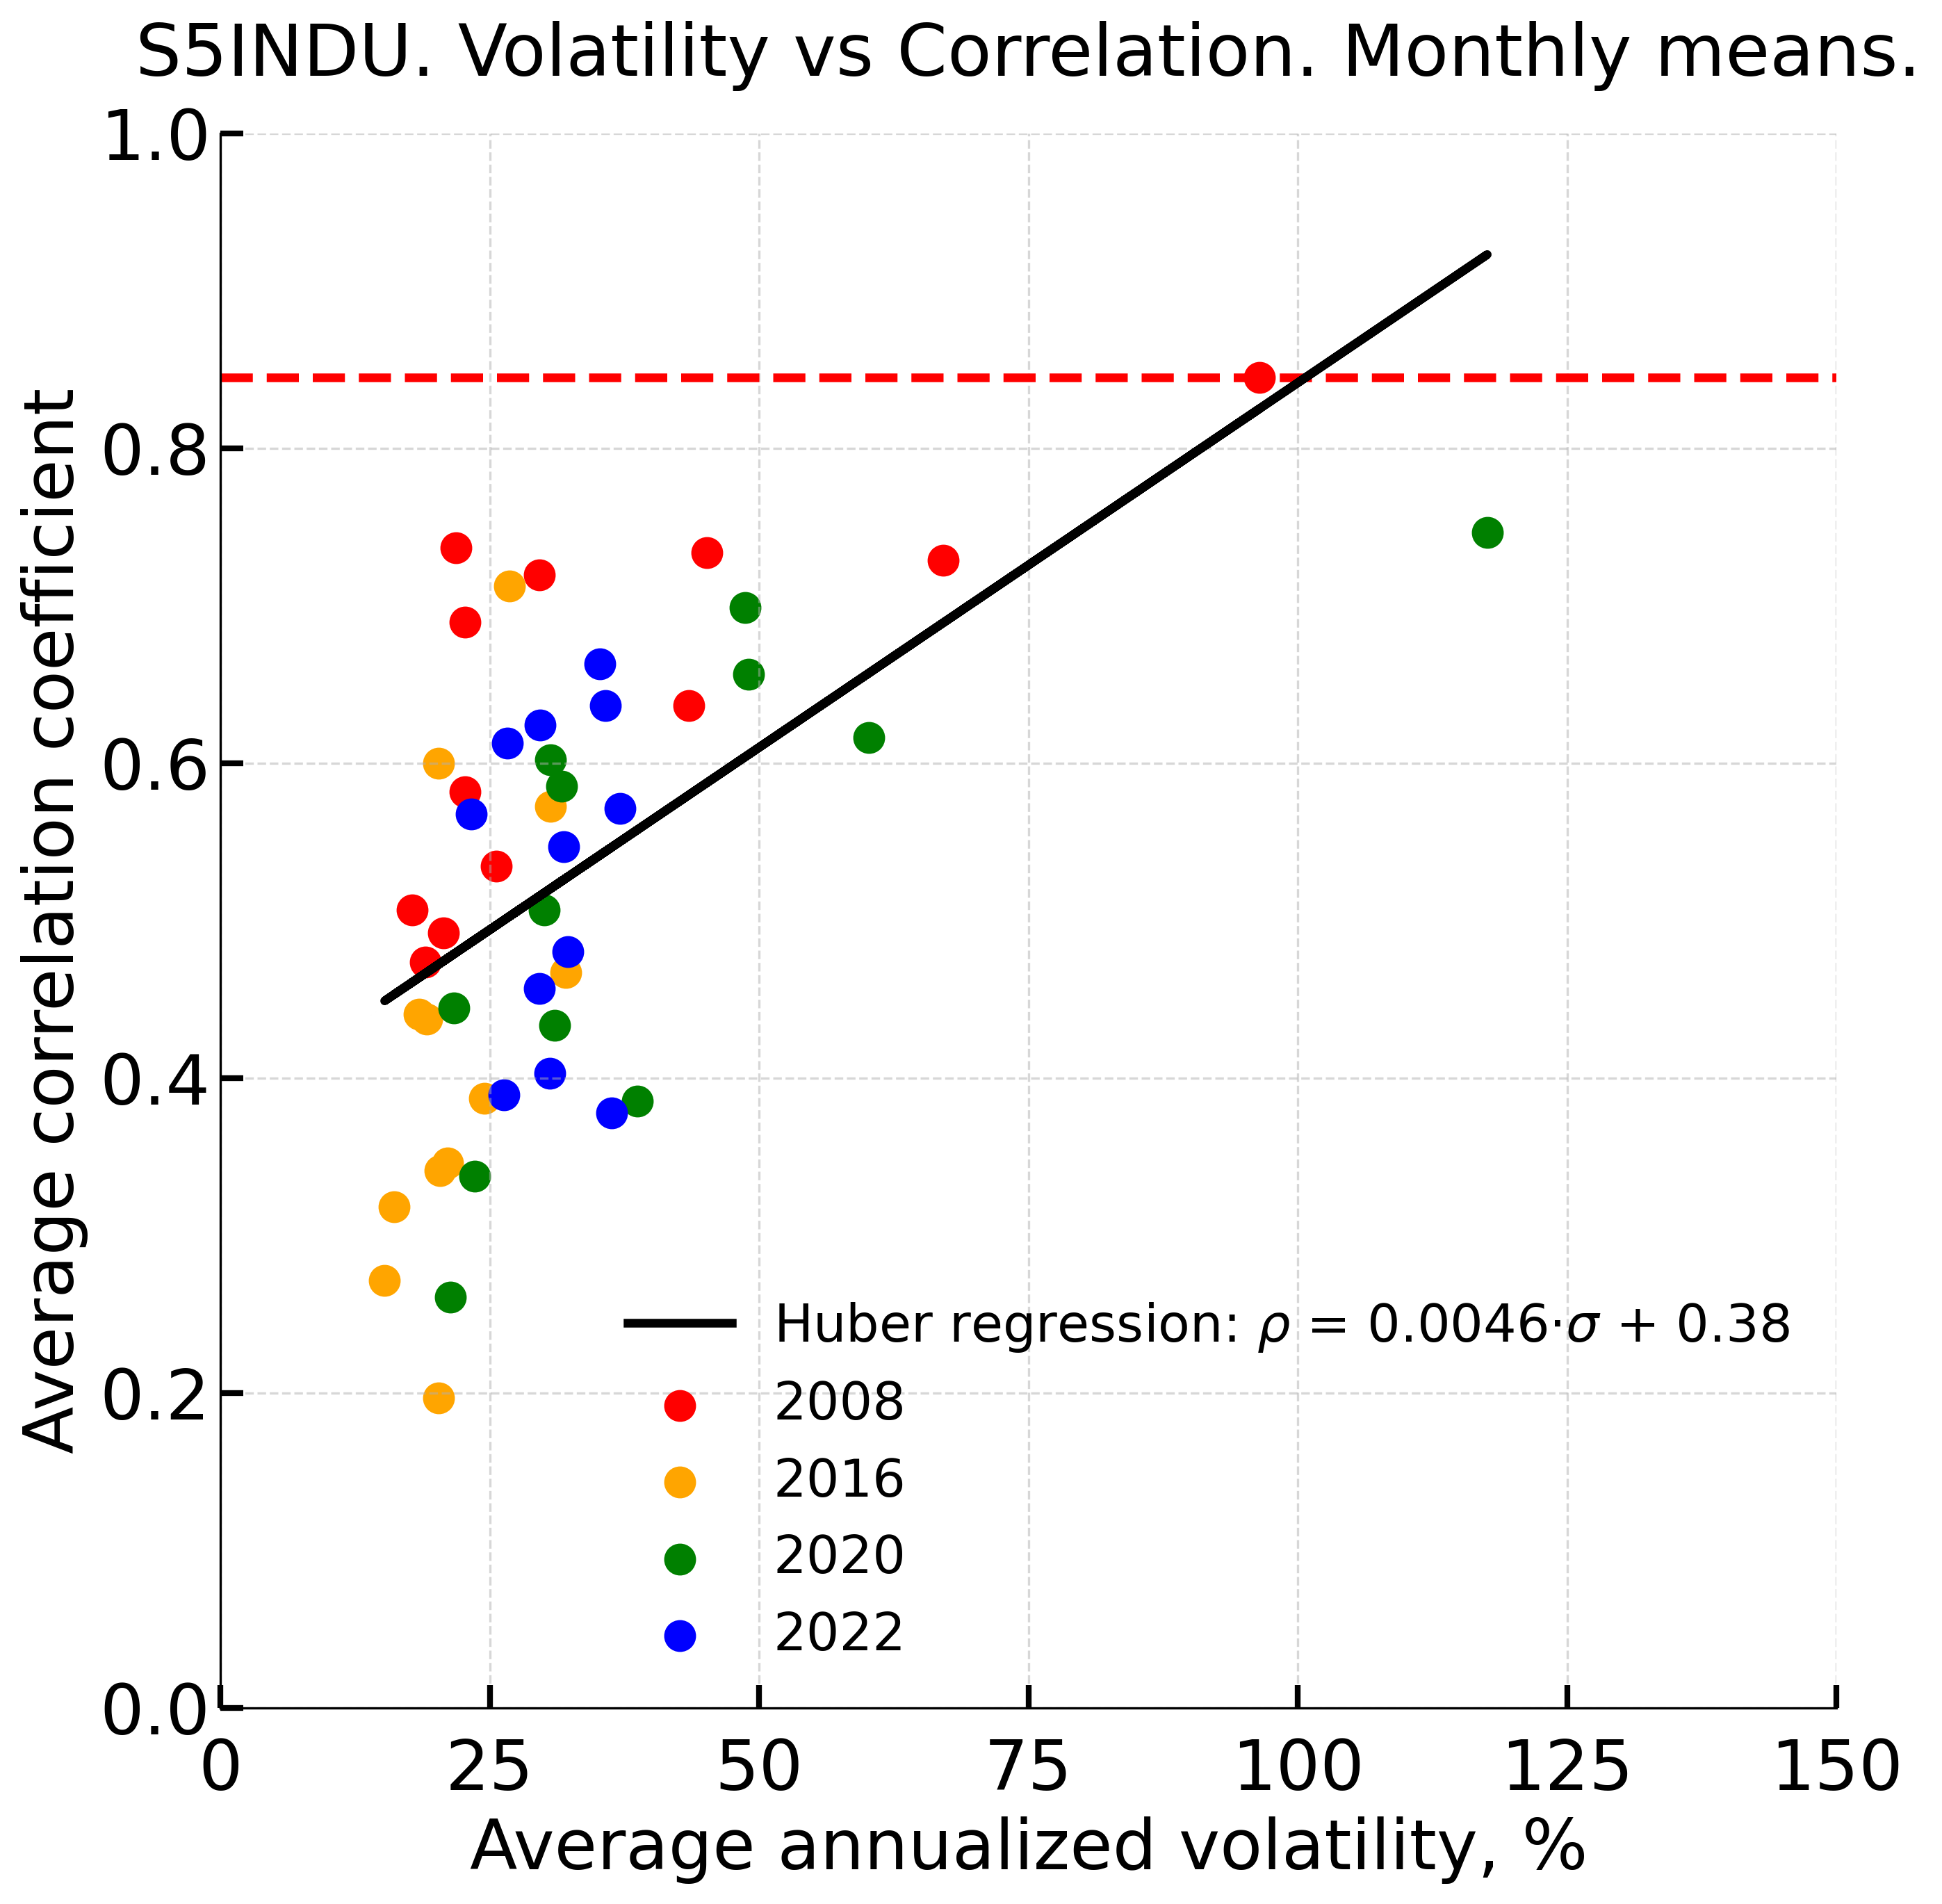 S5INDU. Volatility vs Correlation. Monthly means.
Average correlation coefficient
1.0
0.8
0.6
0.4
0.2
0.0
Huber regression: ρ = 0.0046·σ + 0.38
2008
2016
2020
2022
0 25 50 75 100 125 150
Average annualized volatility, %